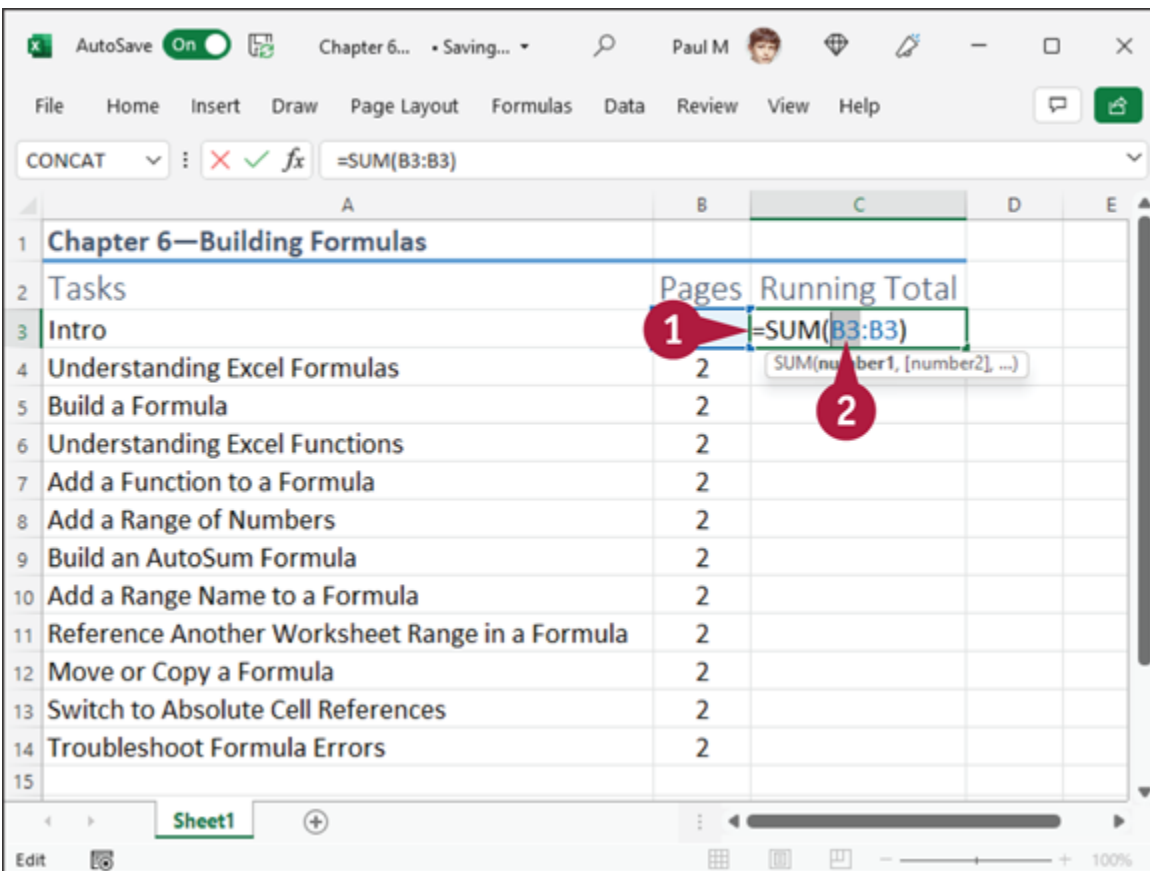 AutoSave On Chapter 6... • Saving... Paul M
File Home Insert Draw Page Layout Formulas Data Review View Help
CONCAT fx =SUM(B3:B3)
A B C D E
1 Chapter 6—Building Formulas
2 Tasks Pages Running Total
3 Intro 1 =SUM(B3:B3)
SUM(number1, [number2], ...)
4 Understanding Excel Formulas 2
5 Build a Formula 2 2
6 Understanding Excel Functions 2
7 Add a Function to a Formula 2
8 Add a Range of Numbers 2
9 Build an AutoSum Formula 2
10 Add a Range Name to a Formula 2
11 Reference Another Worksheet Range in a Formula 2
12 Move or Copy a Formula 2
13 Switch to Absolute Cell References 2
14 Troubleshoot Formula Errors 2
15
Sheet1
Edit 100%